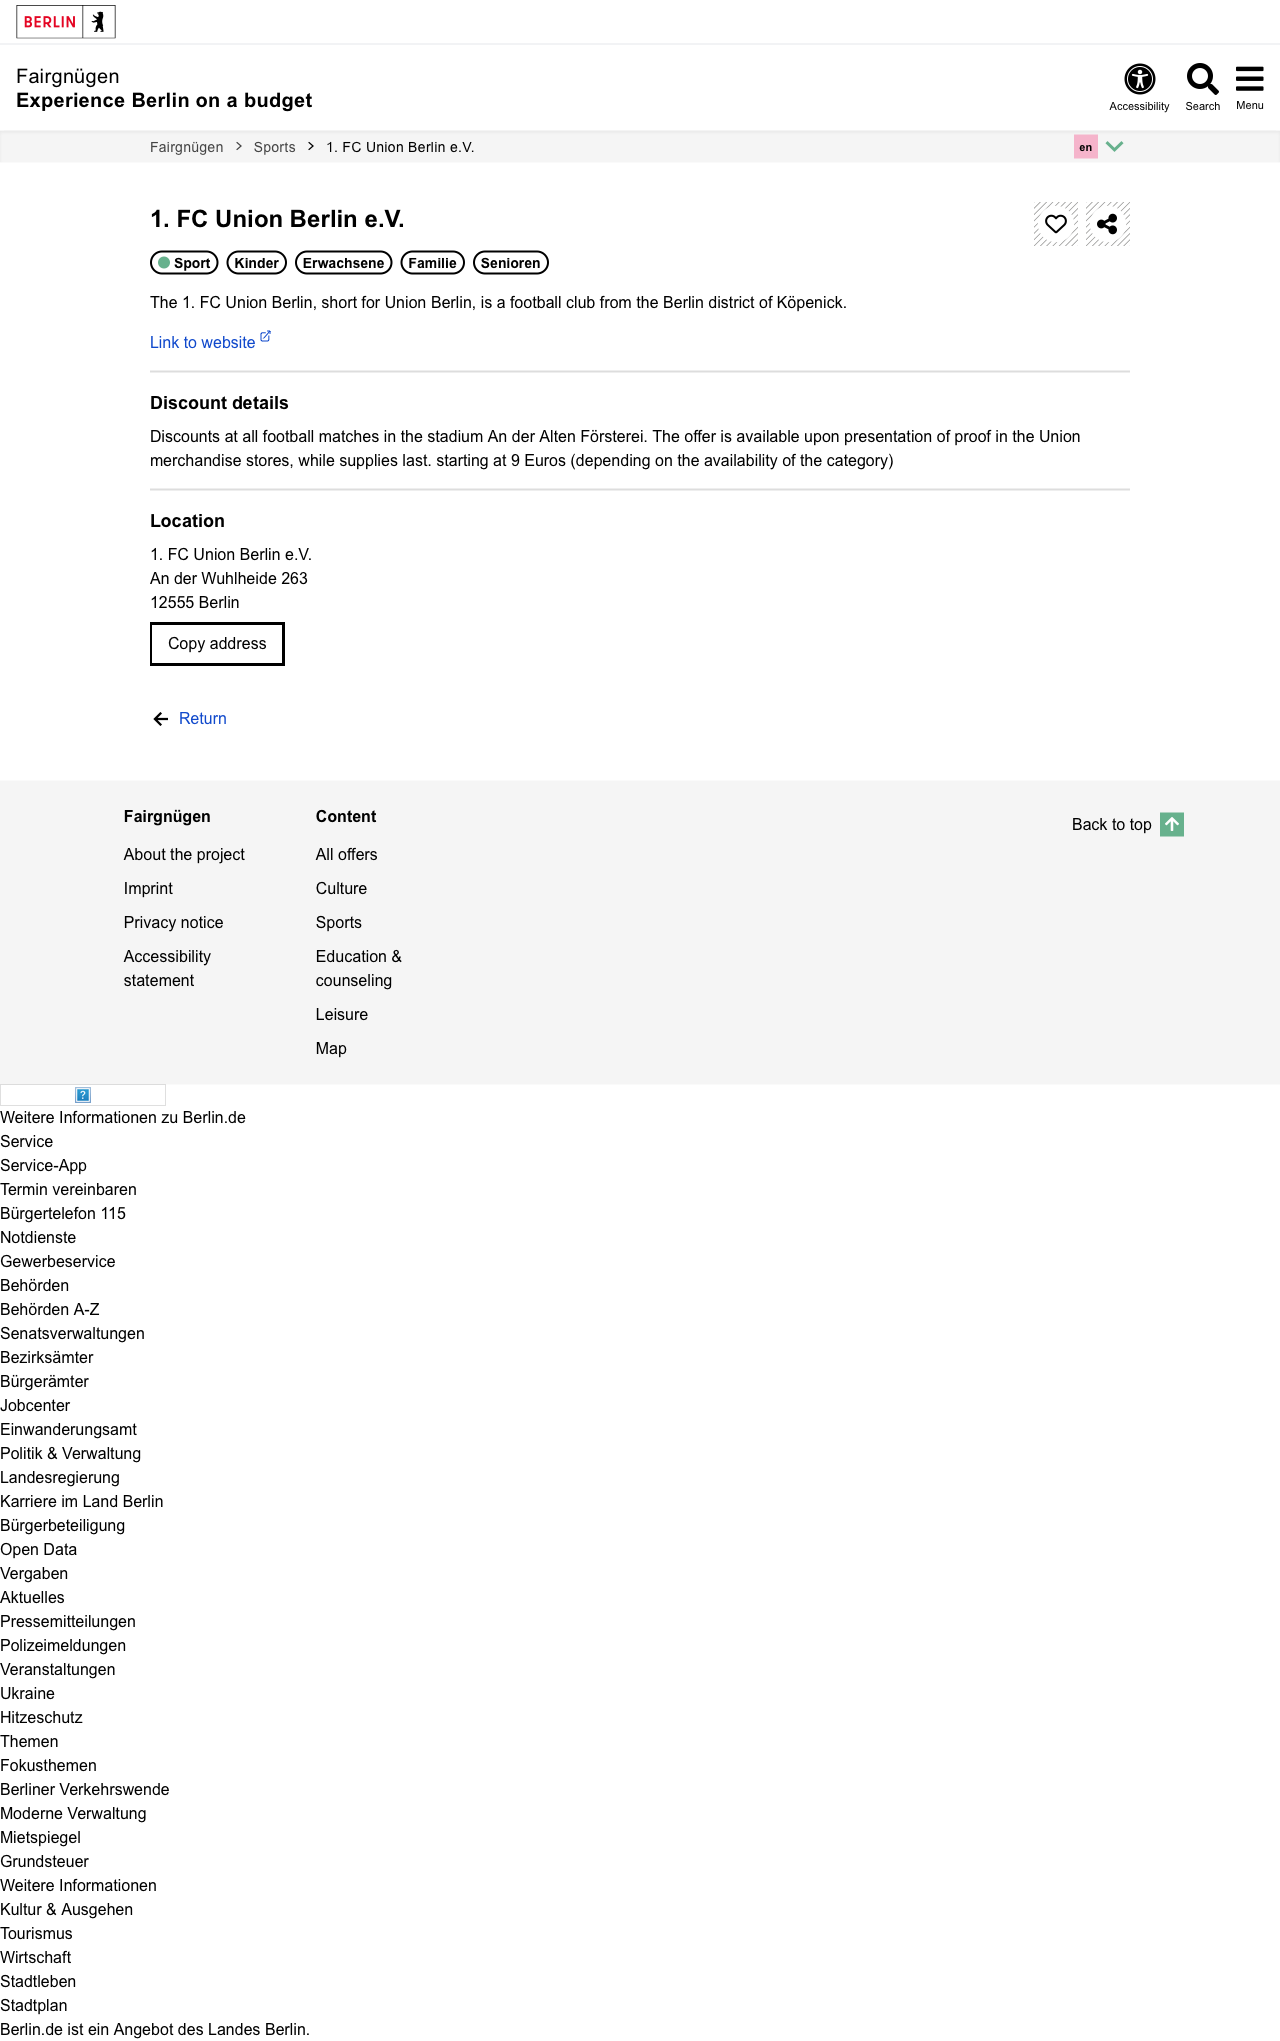 BERLIN
Fairgnügen
Experience Berlin on a budget
Accessibility
Search
Menu
Fairgnügen > Sports > 1. FC Union Berlin e.V.
en
1. FC Union Berlin e.V.
Sport Kinder Erwachsene Familie Senioren
The 1. FC Union Berlin, short for Union Berlin, is a football club from the Berlin district of Köpenick.
Link to website
Discount details
Discounts at all football matches in the stadium An der Alten Försterei. The offer is available upon presentation of proof in the Union
merchandise stores, while supplies last. starting at 9 Euros (depending on the availability of the category)
Location
1. FC Union Berlin e.V.
An der Wuhlheide 263
12555 Berlin
Copy address
Return
Fairgnügen
About the project
Imprint
Privacy notice
Accessibility
statement
Content
All offers
Culture
Sports
Education &
counseling
Leisure
Map
Back to top
?
Weitere Informationen zu Berlin.de
Service
Service-App
Termin vereinbaren
Bürgertelefon 115
Notdienste
Gewerbeservice
Behörden
Behörden A-Z
Senatsverwaltungen
Bezirksämter
Bürgerämter
Jobcenter
Einwanderungsamt
Politik & Verwaltung
Landesregierung
Karriere im Land Berlin
Bürgerbeteiligung
Open Data
Vergaben
Aktuelles
Pressemitteilungen
Polizeimeldungen
Veranstaltungen
Ukraine
Hitzeschutz
Themen
Fokusthemen
Berliner Verkehrswende
Moderne Verwaltung
Mietspiegel
Grundsteuer
Weitere Informationen
Kultur & Ausgehen
Tourismus
Wirtschaft
Stadtleben
Stadtplan
Berlin.de ist ein Angebot des Landes Berlin.